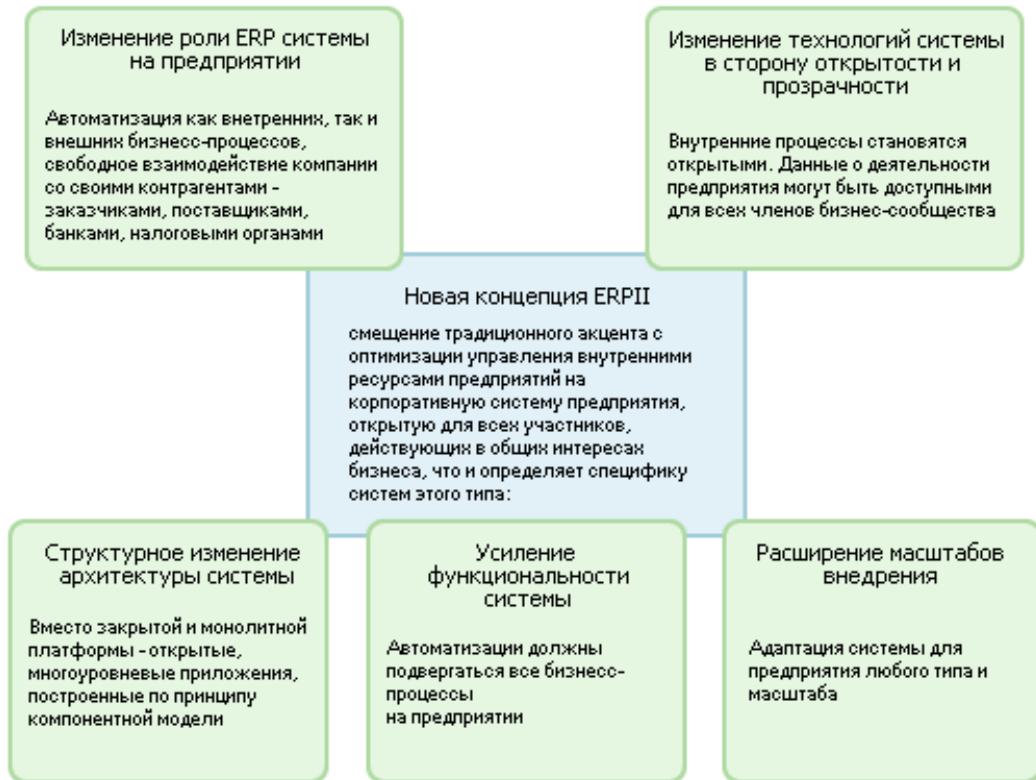 Изменение роли ERP системы
на предприятии
Автоматизация как внетренних, так и
внешних бизнесс-процессов,
свободное взаимодействие компании
со своими контрагентами -
заказчиками, поставщиками,
банками, налоговыми органами
Изменение технологий системы
в сторону открытости и
прозрачности
Внутренние процессы становятся
открытыми. Данные о деятельности
предприятия могут быть доступными
для всех членов бизнес-сообщества
Новая концепция ERPII
смещение традиционного акцента с
оптимизации управления внутренними
ресурсами предприятий на
корпоративную систему предприятия,
открытую для всех участников,
действующих в общих интересах
бизнеса, что и определяет специфику
систем этого типа:
Структурное изменение
архитектуры системы
Вместо закрытой и монолитной
платформы - открытые,
многоуровневые приложения,
построенные по принципу
компонентной модели
Усиление
функциональности
системы
Автоматизации должны
подвергаться все бизнесс-
процессы
на предприятии
Расширение масштабов
внедрения
Адаптация системы для
предприятия любого типа и
масштаба